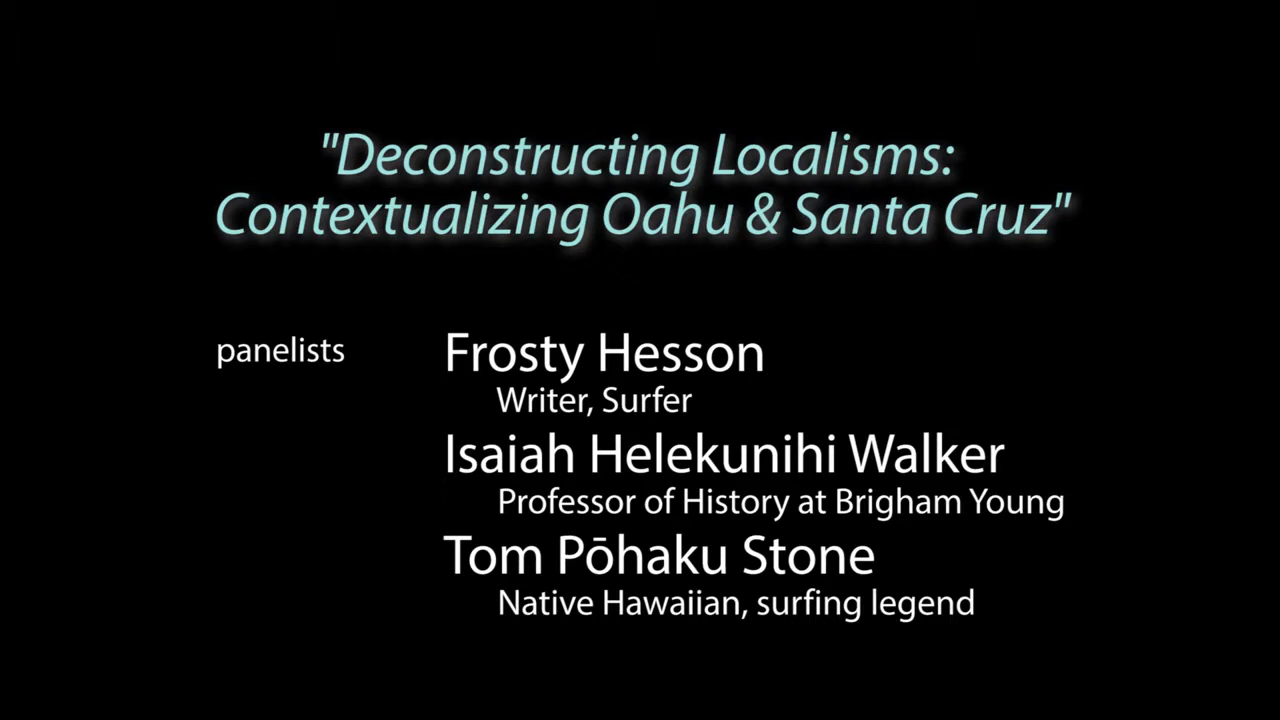 "Deconstructing Localisms:
Contextualizing Oahu & Santa Cruz"
panelists
Frosty Hesson
Writer, Surfer
Isaiah Helekunihi Walker
Professor of History at Brigham Young
Tom Pōhaku Stone
Native Hawaiian, surfing legend